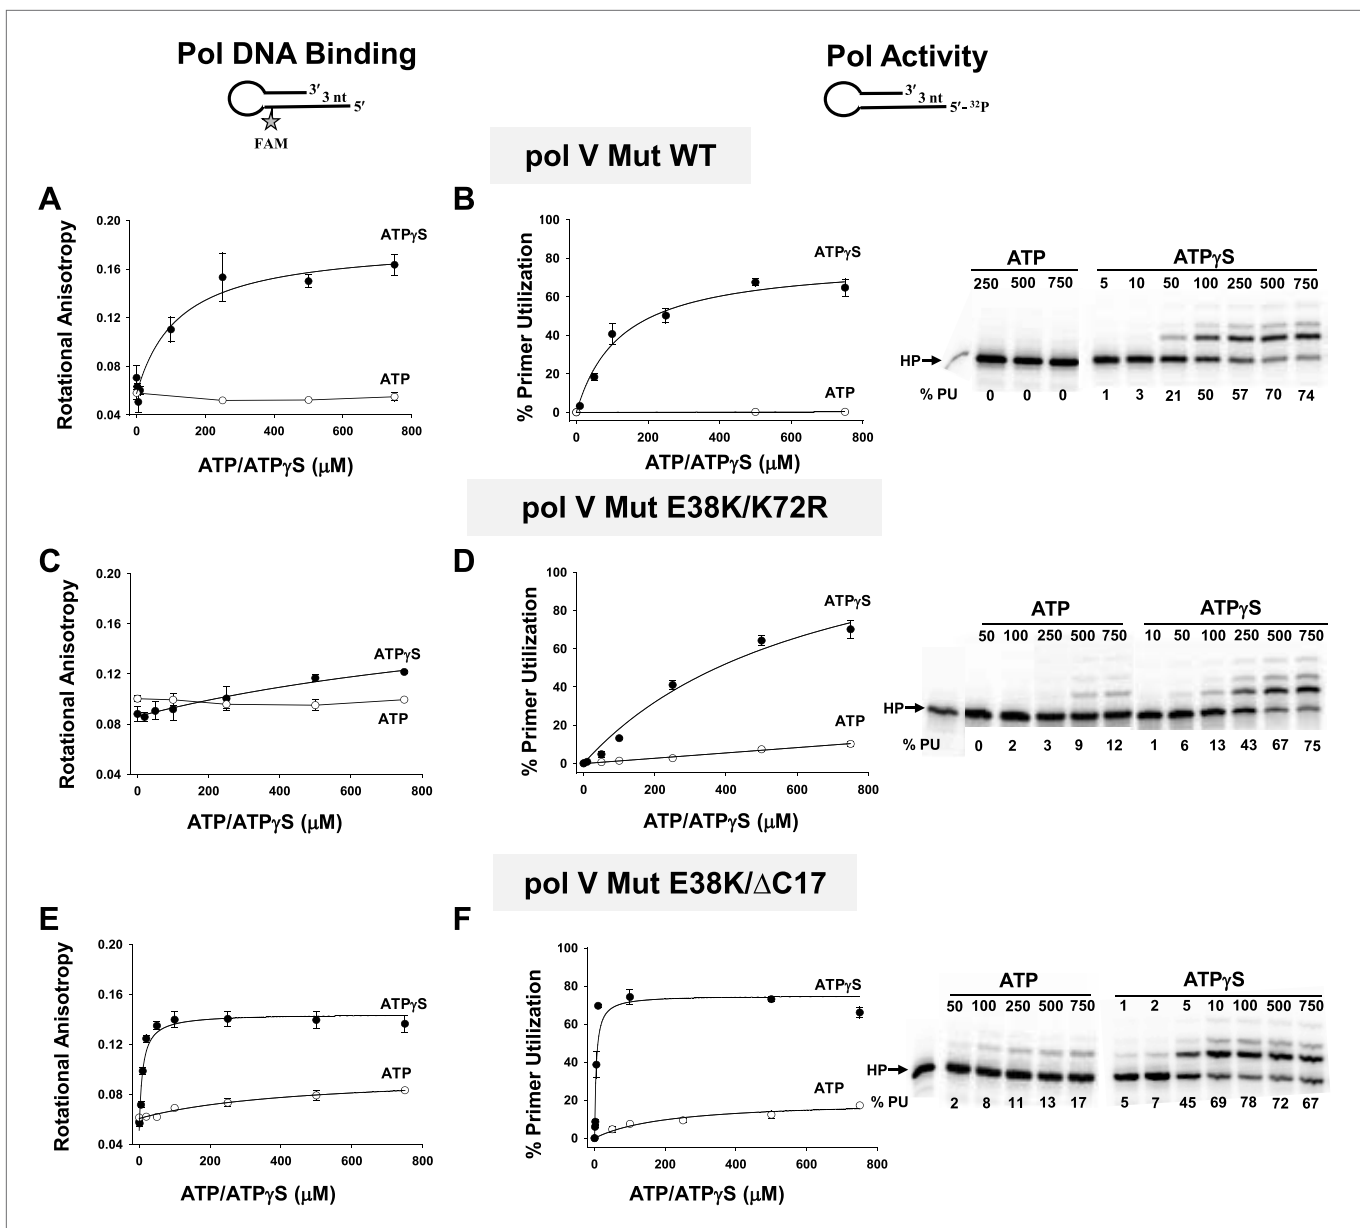 Pol DNA Binding
Pol Activity
3′
3 nt
5′
FAM
3′
3 nt
5′- ³²P
pol V Mut WT
A
Rotational Anisotropy
0.20
0.16
0.12
0.08
0.04
ATPγS
ATP
0 200 400 600 800
ATP/ATPγS (μM)
B
% Primer Utilization
100
80
60
40
20
0
ATPγS
ATP
0 200 400 600 800
ATP/ATPγS (μM)
ATP ATPγS
250 500 750 5 10 50 100 250 500 750
HP
% PU 0 0 0 1 3 21 50 57 70 74
pol V Mut E38K/K72R
C
Rotational Anisotropy
0.20
0.16
0.12
0.08
0.04
ATPγS
ATP
0 200 400 600 800
ATP/ATPγS (μM)
D
% Primer Utilization
100
80
60
40
20
0
ATPγS
ATP
0 200 400 600 800
ATP/ATPγS (μM)
ATP ATPγS
50 100 250 500 750 10 50 100 250 500 750
HP
% PU 0 2 3 9 12 1 6 13 43 67 75
pol V Mut E38K/ΔC17
E
Rotational Anisotropy
0.20
0.16
0.12
0.08
0.04
ATPγS
ATP
0 200 400 600 800
ATP/ATPγS (μM)
F
% Primer Utilization
100
80
60
40
20
0
ATPγS
ATP
0 200 400 600 800
ATP/ATPγS (μM)
ATP ATPγS
50 100 250 500 750 1 2 5 10 100 500 750
HP
% PU 2 8 11 13 17 5 7 45 69 78 72 67